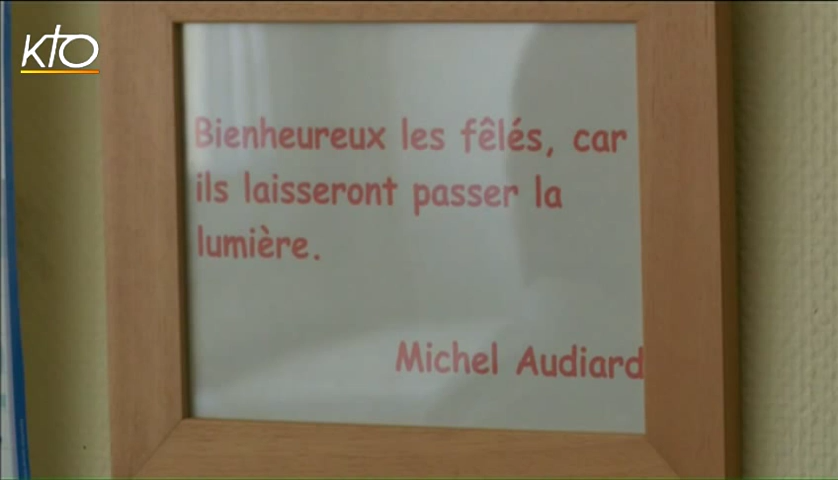 KTO
Bienheureux les fêlés, car
ils laisseront passer la
lumière.
Michel Audiard